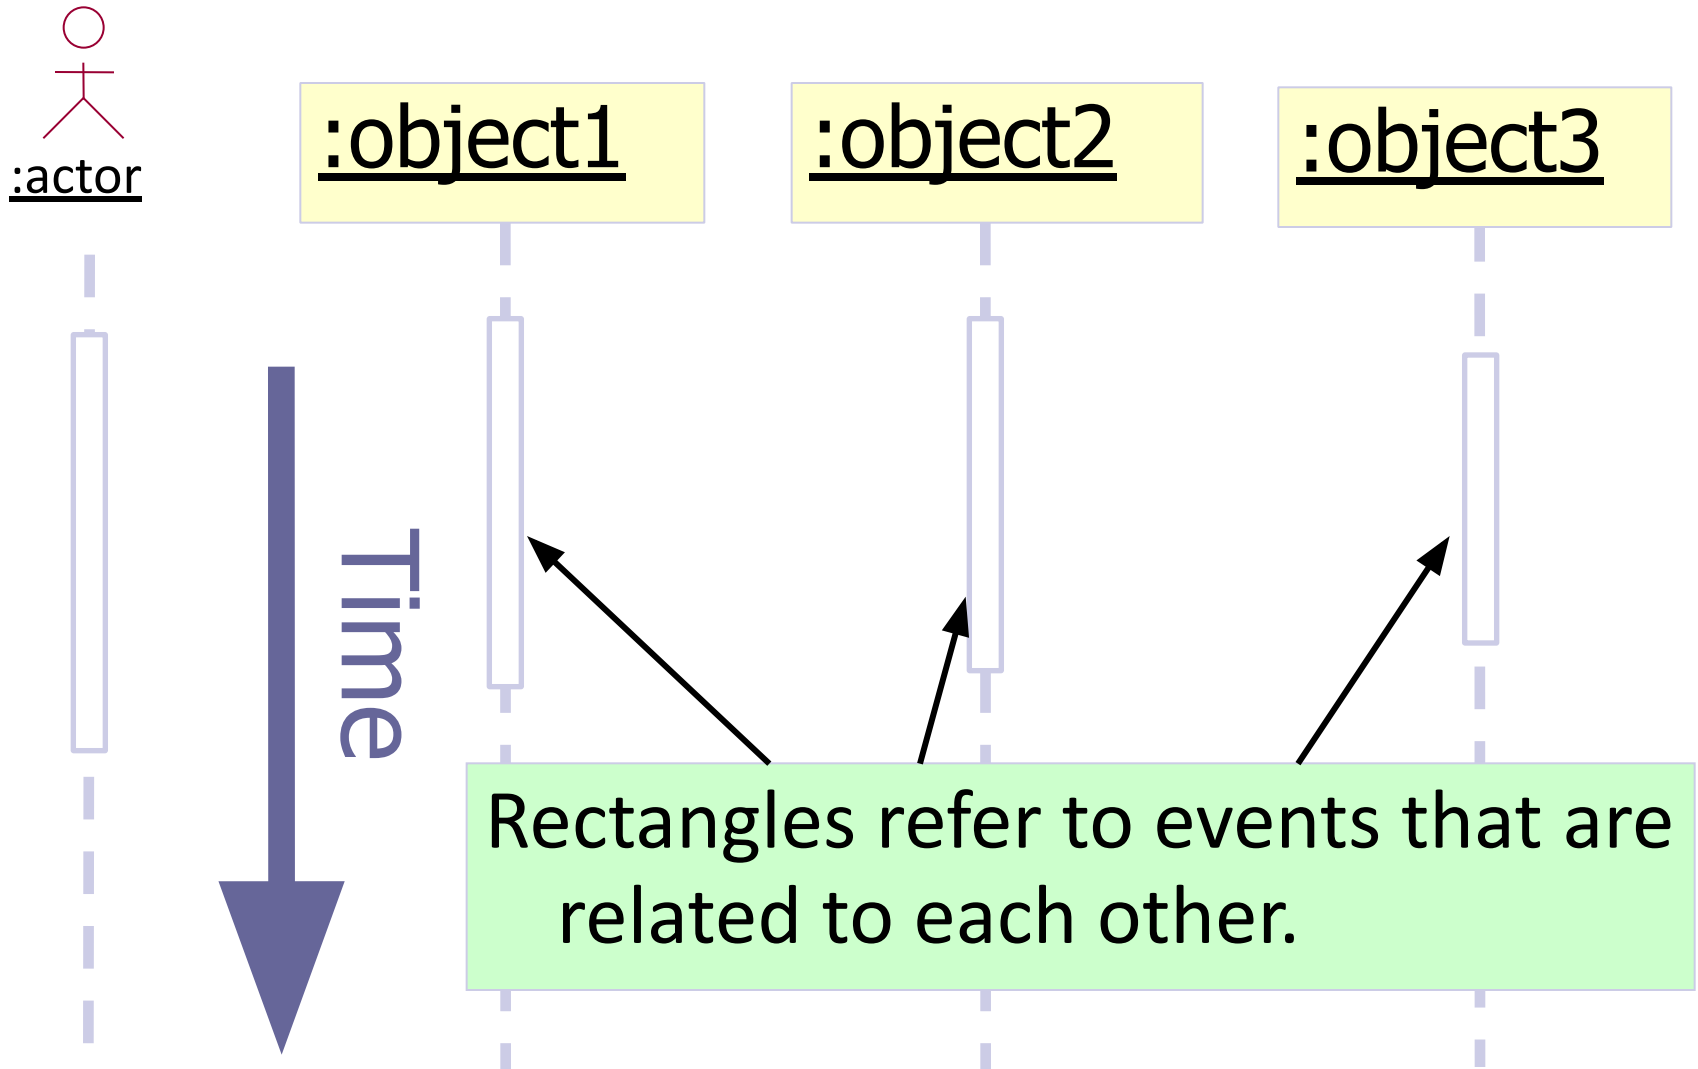 :actor
:object1
:object2
:object3
Time
Rectangles refer to events that are
related to each other.